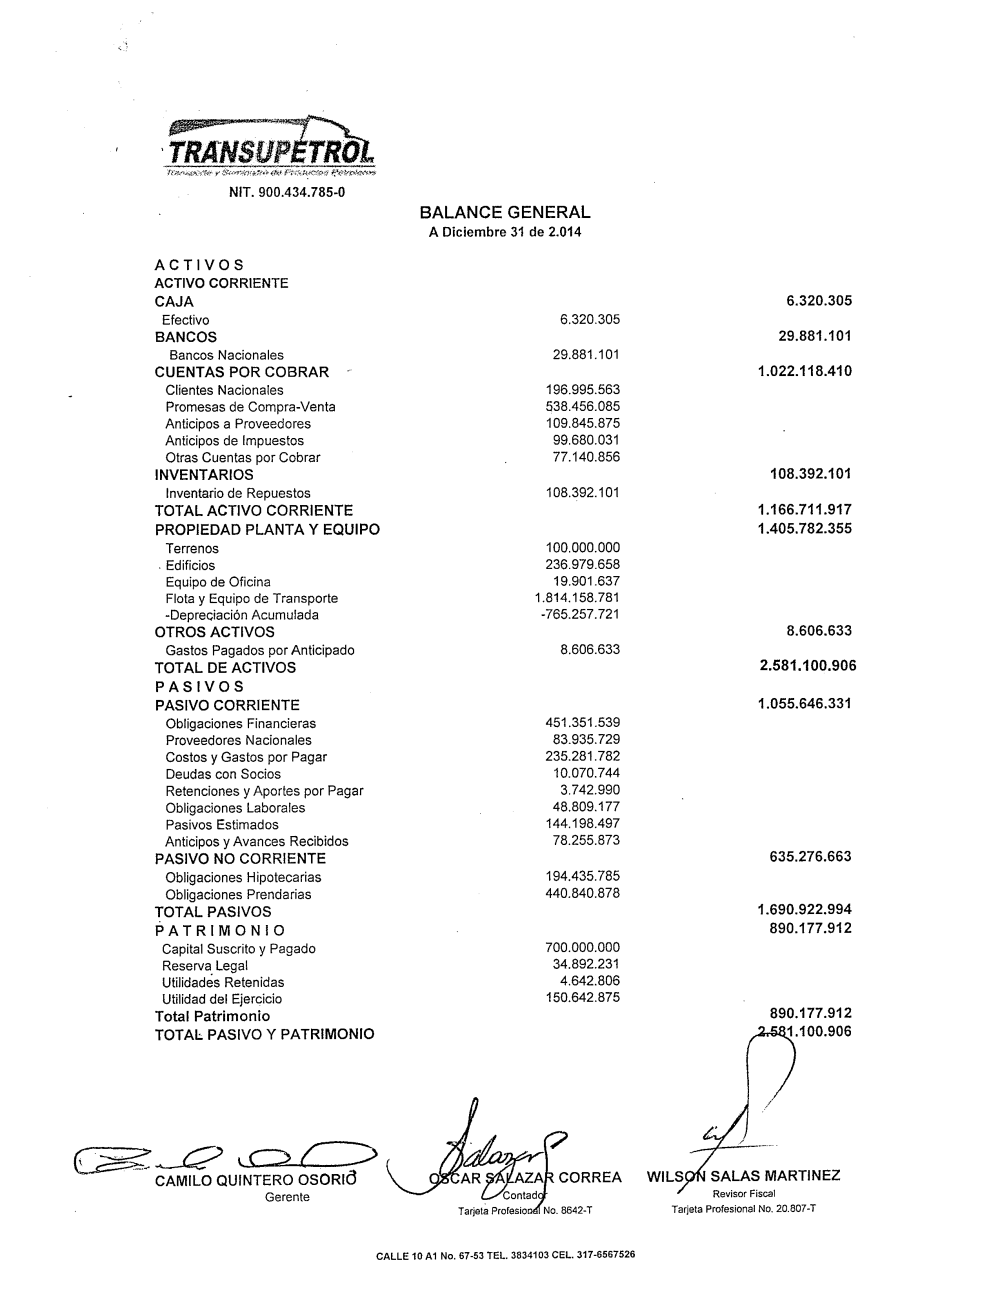 TRANSUPETROL
Transporte y Suministro de Productos Petroleros
NIT. 900.434.785-0
BALANCE GENERAL
A Diciembre 31 de 2.014
A C T I V O S
ACTIVO CORRIENTE
CAJA 6.320.305
Efectivo 6.320.305
BANCOS 29.881.101
Bancos Nacionales 29.881.101
CUENTAS POR COBRAR 1.022.118.410
Clientes Nacionales 196.995.563
Promesas de Compra-Venta 538.456.085
Anticipos a Proveedores 109.845.875
Anticipos de Impuestos 99.680.031
Otras Cuentas por Cobrar 77.140.856
INVENTARIOS 108.392.101
Inventario de Repuestos 108.392.101
TOTAL ACTIVO CORRIENTE 1.166.711.917
PROPIEDAD PLANTA Y EQUIPO 1.405.782.355
Terrenos 100.000.000
Edificios 236.979.658
Equipo de Oficina 19.901.637
Flota y Equipo de Transporte 1.814.158.781
-Depreciación Acumulada -765.257.721
OTROS ACTIVOS 8.606.633
Gastos Pagados por Anticipado 8.606.633
TOTAL DE ACTIVOS 2.581.100.906
P A S I V O S
PASIVO CORRIENTE 1.055.646.331
Obligaciones Financieras 451.351.539
Proveedores Nacionales 83.935.729
Costos y Gastos por Pagar 235.281.782
Deudas con Socios 10.070.744
Retenciones y Aportes por Pagar 3.742.990
Obligaciones Laborales 48.809.177
Pasivos Estimados 144.198.497
Anticipos y Avances Recibidos 78.255.873
PASIVO NO CORRIENTE 635.276.663
Obligaciones Hipotecarias 194.435.785
Obligaciones Prendarias 440.840.878
TOTAL PASIVOS 1.690.922.994
P A T R I M O N I O 890.177.912
Capital Suscrito y Pagado 700.000.000
Reserva Legal 34.892.231
Utilidades Retenidas 4.642.806
Utilidad del Ejercicio 150.642.875
Total Patrimonio 890.177.912
TOTAL PASIVO Y PATRIMONIO 2.581.100.906
Salazar
CAMILO QUINTERO OSORIO OSCAR SALAZAR CORREA WILSON SALAS MARTINEZ
Gerente Contador Revisor Fiscal
Tarjeta Profesional No. 8642-T Tarjeta Profesional No. 20.807-T
CALLE 10 A1 No. 67-53 TEL. 3834103 CEL. 317-6567526